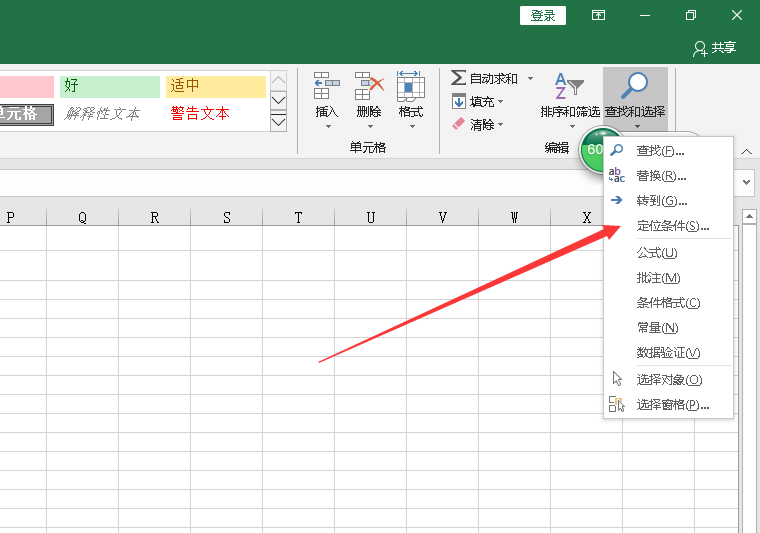 登录
共享
好
适中
单元格
解释性文本
警告文本
插入
删除
格式
单元格
自动求和
填充
清除
排序和筛选
查找和选择
编辑
60
查找(F)...
替换(R)...
转到(G)...
定位条件(S)...
公式(U)
批注(M)
条件格式(C)
常量(N)
数据验证(V)
选择对象(O)
选择窗格(P)...
P Q R S T U V W X